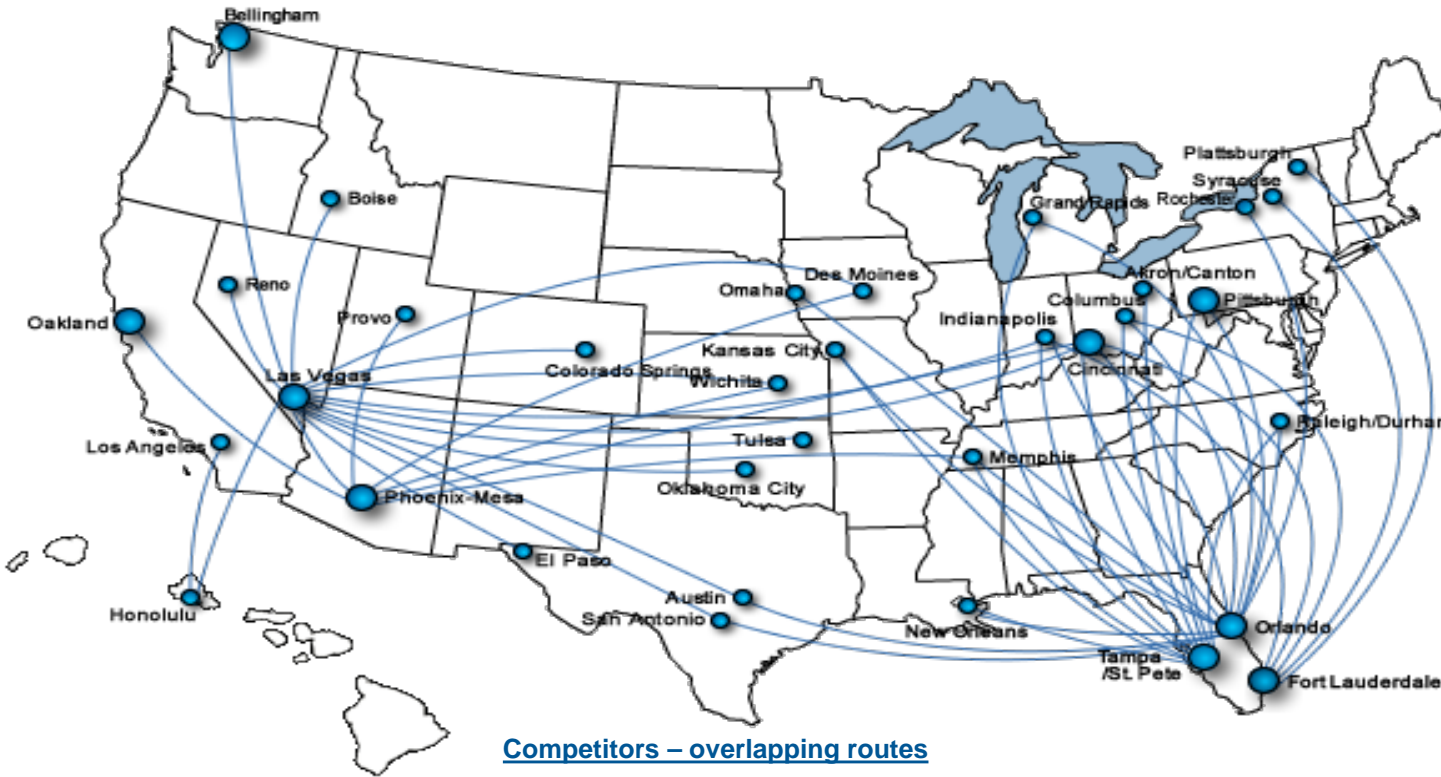 Bellingham
Plattsburgh
Syracuse
Boise
Grand Rapids
Rochester
Des Moines
Akron/Canton
Reno
Omaha
Columbus
Pittsburgh
Provo
Oakland
Indianapolis
Kansas City
Colorado Springs
Cincinnati
Las Vegas
Wichita
Raleigh/Durhar
Los Angeles
Tulsa
Memphis
Oklahoma City
Phoenix-Mesa
El Paso
Austin
Honolulu
San Antonio
New Orleans
Orlando
Tampa
/St. Pete
Fort Lauderdale
Competitors – overlapping routes